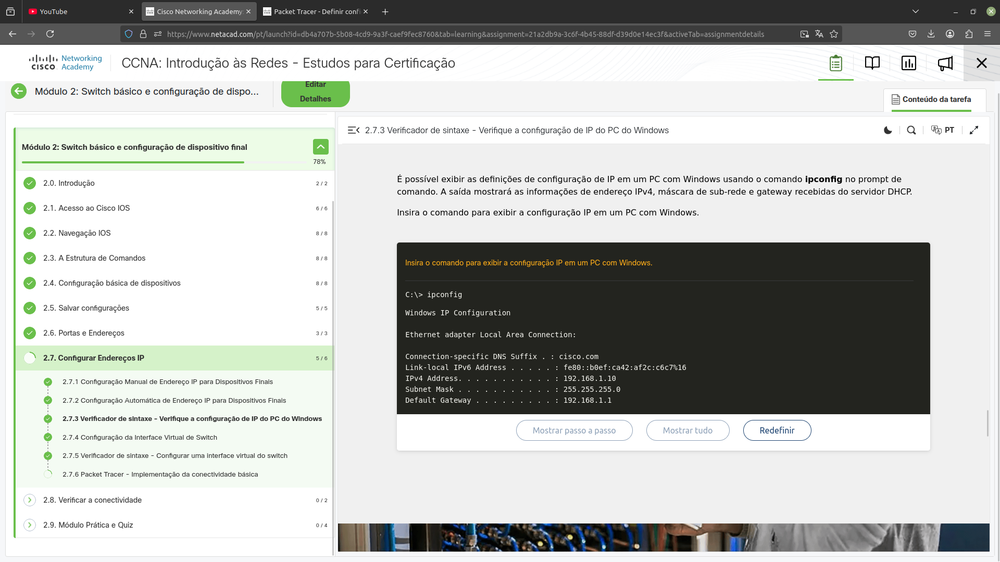 YouTube
Cisco Networking Academy:
Packet Tracer - Definir confi
https://www.netacad.com/pt/launch?id=db4a707b-5b08-4cd9-9a3f-caef9fec8760&tab=learning&assignment=21a2db9a-3c6f-4b45-88df-d39d0e14ec3f&activeTab=assignmentdetails
cisco Networking Academy
CCNA: Introdução às Redes - Estudos para Certificação
Módulo 2: Switch básico e configuração de dispo...
Editar
Detalhes
Conteúdo da tarefa
Módulo 2: Switch básico e configuração de dispositivo final
78%
2.0. Introdução 2 / 2
2.1. Acesso ao Cisco IOS 6 / 6
2.2. Navegação IOS 8 / 8
2.3. A Estrutura de Comandos 8 / 8
2.4. Configuração básica de dispositivos 8 / 8
2.5. Salvar configurações 5 / 5
2.6. Portas e Endereços 3 / 3
2.7. Configurar Endereços IP 5 / 6
2.7.1 Configuração Manual de Endereço IP para Dispositivos Finais
2.7.2 Configuração Automática de Endereço IP para Dispositivos Finais
2.7.3 Verificador de sintaxe - Verifique a configuração de IP do PC do Windows
2.7.4 Configuração da Interface Virtual de Switch
2.7.5 Verificador de sintaxe - Configurar uma interface virtual do switch
2.7.6 Packet Tracer - Implementação da conectividade básica
2.8. Verificar a conectividade 0 / 2
2.9. Módulo Prática e Quiz 0 / 4
2.7.3 Verificador de sintaxe - Verifique a configuração de IP do PC do Windows
PT
É possível exibir as definições de configuração de IP em um PC com Windows usando o comando ipconfig no prompt de
comando. A saída mostrará as informações de endereço IPv4, máscara de sub-rede e gateway recebidas do servidor DHCP.
Insira o comando para exibir a configuração IP em um PC com Windows.
Insira o comando para exibir a configuração IP em um PC com Windows.
C:\> ipconfig
Windows IP Configuration
Ethernet adapter Local Area Connection:
Connection-specific DNS Suffix . : cisco.com
Link-local IPv6 Address . . . . . : fe80::b0ef:ca42:af2c:c6c7%16
IPv4 Address. . . . . . . . . . . : 192.168.1.10
Subnet Mask . . . . . . . . . . . : 255.255.255.0
Default Gateway . . . . . . . . . : 192.168.1.1
Mostrar passo a passo
Mostrar tudo
Redefinir